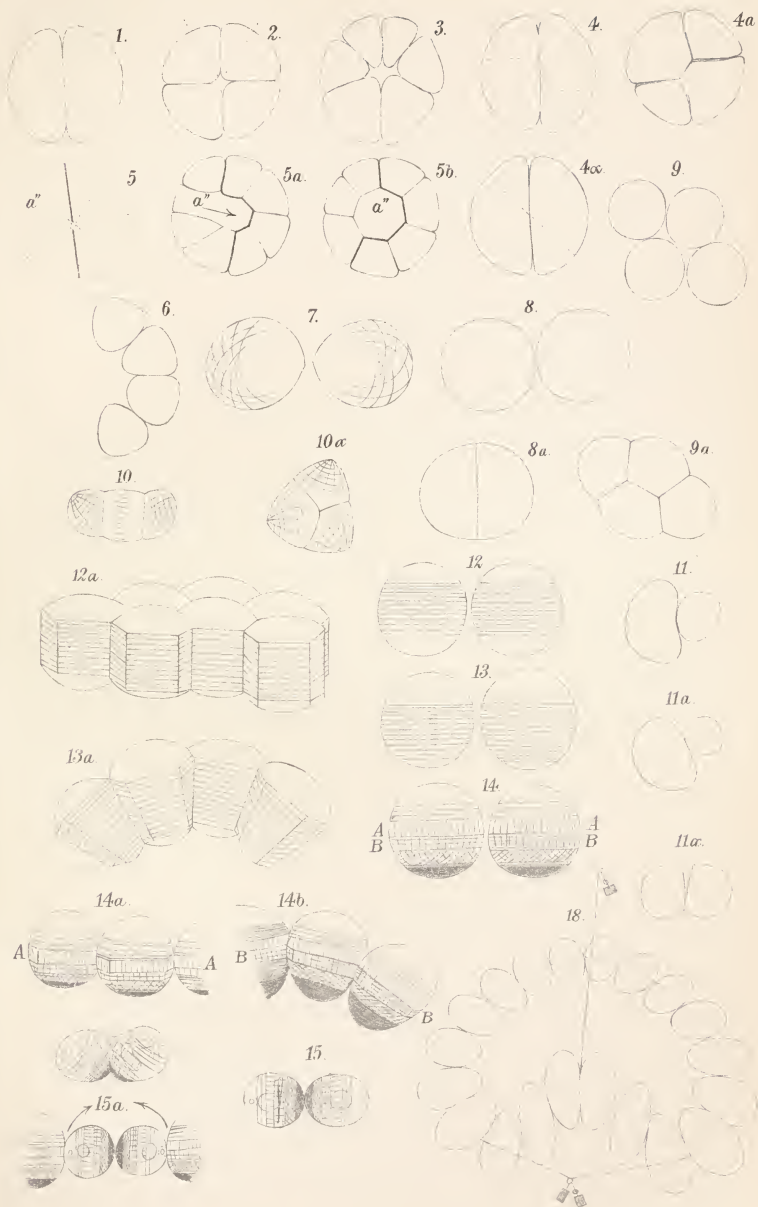 1.
2.
3.
4.
4a
a"
5
5a.
a"
5b.
a"
4α.
9.
6.
7.
8.
10.
10α
8a
9a.
12a.
12
11.
13.
11a.
13a.
14.
A
B
A
B
11α.
14a.
14b.
18.
A
A
B
B
15.
15a.